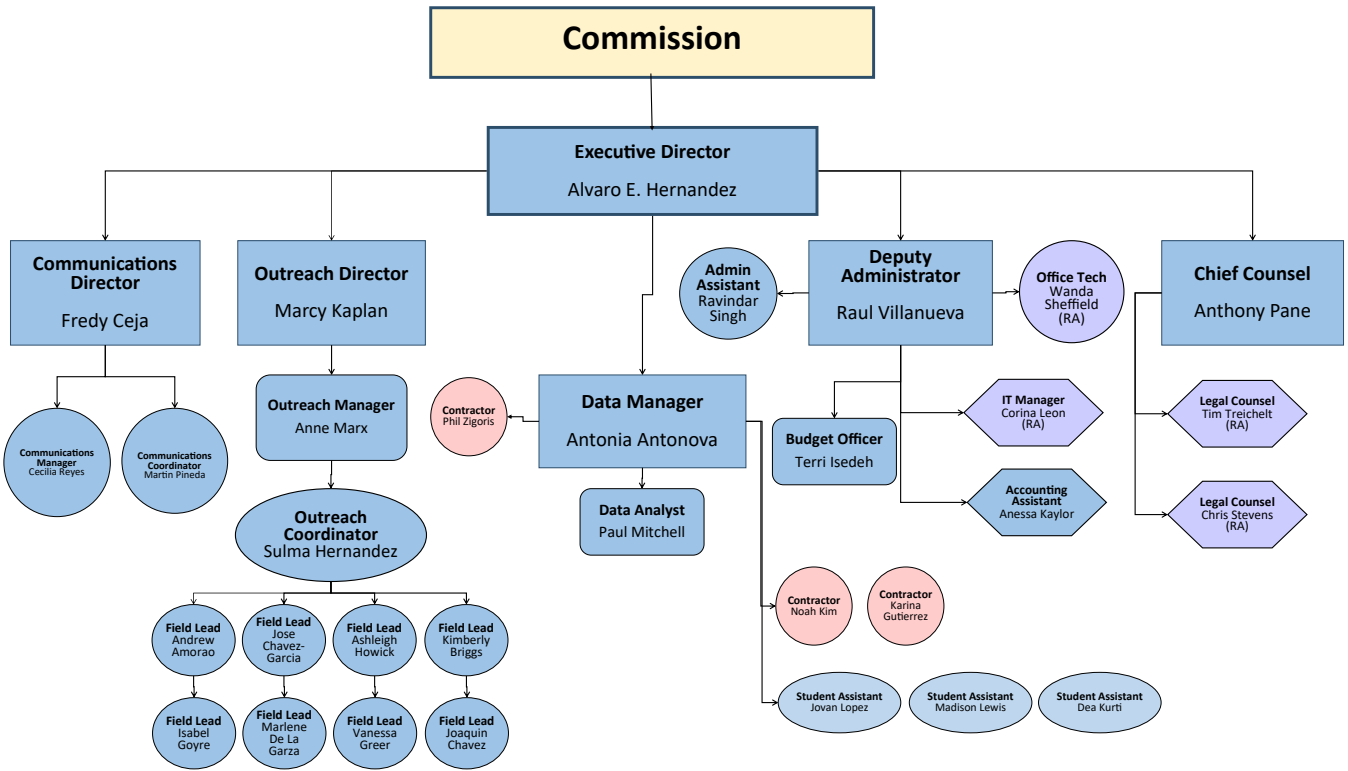 Commission
Executive Director
Alvaro E. Hernandez
Communications
Director
Fredy Ceja
Outreach Director
Marcy Kaplan
Admin
Assistant
Ravindar
Singh
Deputy
Administrator
Raul Villanueva
Office Tech
Wanda
Sheffield
(RA)
Chief Counsel
Anthony Pane
Communications
Manager
Cecilia Reyes
Communications
Coordinator
Martin Pineda
Outreach Manager
Anne Marx
Contractor
Phil Zigoris
Data Manager
Antonia Antonova
Budget Officer
Terri Isedeh
IT Manager
Corina Leon
(RA)
Legal Counsel
Tim Treichelt
(RA)
Outreach
Coordinator
Sulma Hernandez
Data Analyst
Paul Mitchell
Accounting
Assistant
Anessa Kaylor
Legal Counsel
Chris Stevens
(RA)
Field Lead
Andrew
Amorao
Field Lead
Jose
Chavez-
Garcia
Field Lead
Ashleigh
Howick
Field Lead
Kimberly
Briggs
Contractor
Noah Kim
Contractor
Karina
Gutierrez
Field Lead
Isabel
Goyre
Field Lead
Marlene
De La
Garza
Field Lead
Vanessa
Greer
Field Lead
Joaquin
Chavez
Student Assistant
Jovan Lopez
Student Assistant
Madison Lewis
Student Assistant
Dea Kurti